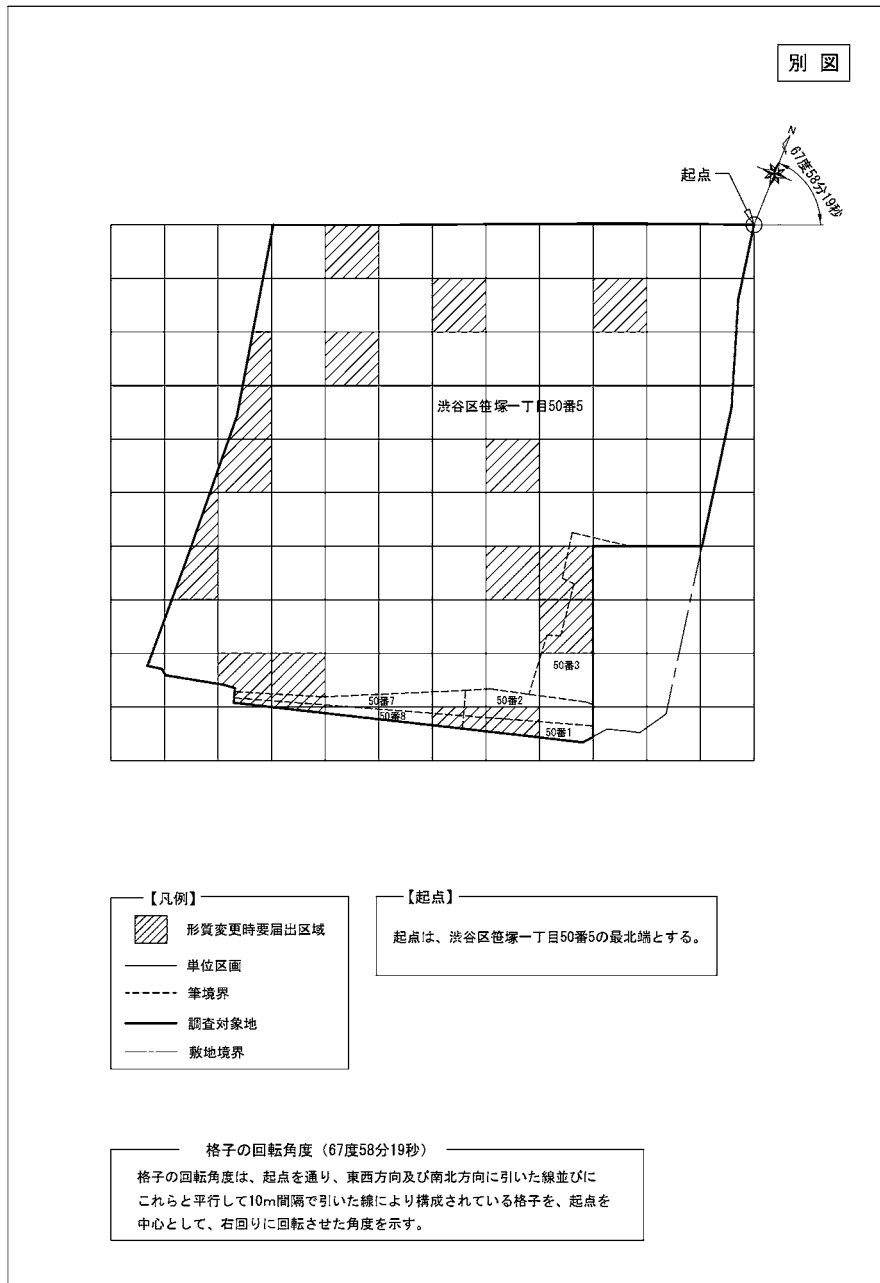 別 図
N
67度58分19秒
起点
渋谷区笹塚一丁目50番5
50番3
50番7
50番2
50番8
50番1
【凡例】
形質変更時要届出区域
単位区画
筆境界
調査対象地
敷地境界
【起点】
起点は、渋谷区笹塚一丁目50番5の最北端とする。
格子の回転角度(67度58分19秒)
格子の回転角度は、起点を通り、東西方向及び南北方向に引いた線並びに
これらと平行して10m間隔で引いた線により構成されている格子を、起点を
中心として、右回りに回転させた角度を示す。